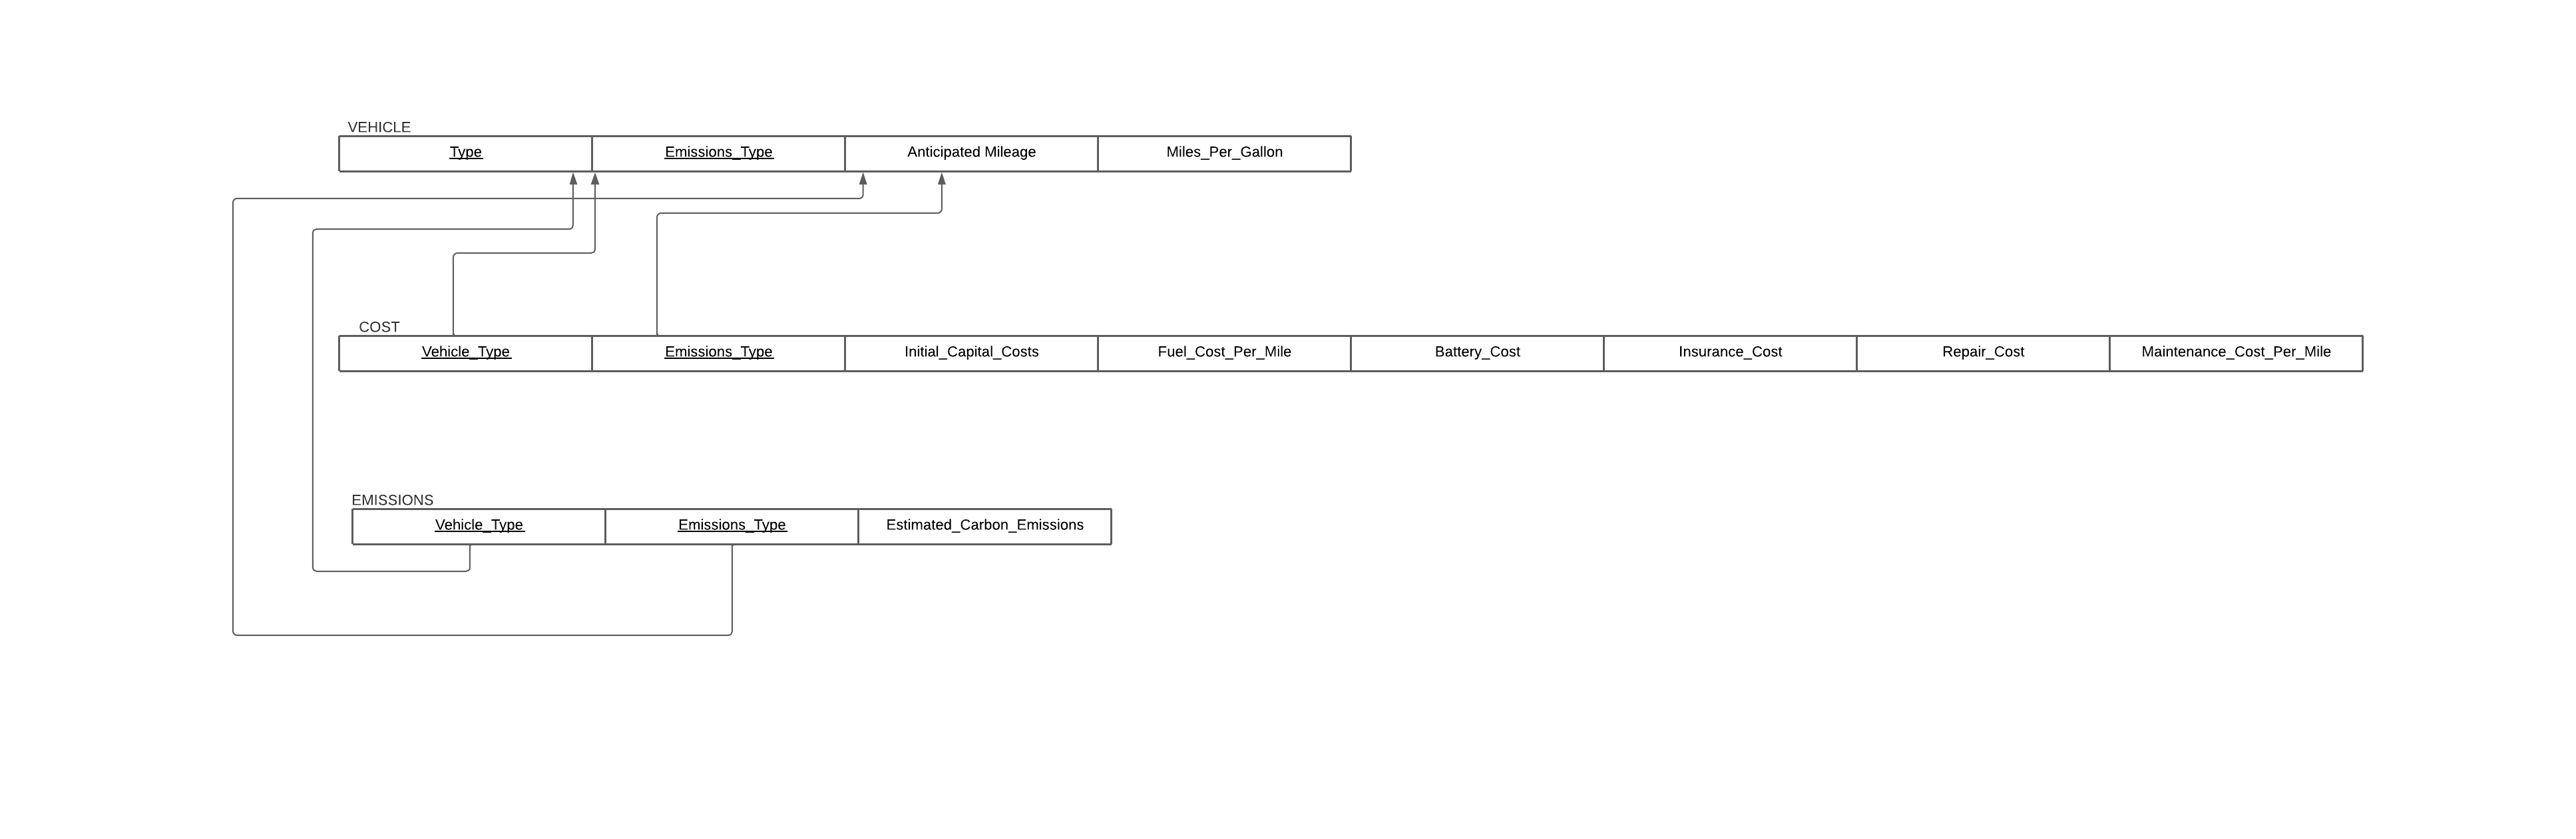 VEHICLE
Type Emissions_Type Anticipated Mileage Miles_Per_Gallon
COST
Vehicle_Type Emissions_Type Initial_Capital_Costs Fuel_Cost_Per_Mile Battery_Cost Insurance_Cost Repair_Cost Maintenance_Cost_Per_Mile
EMISSIONS
Vehicle_Type Emissions_Type Estimated_Carbon_Emissions